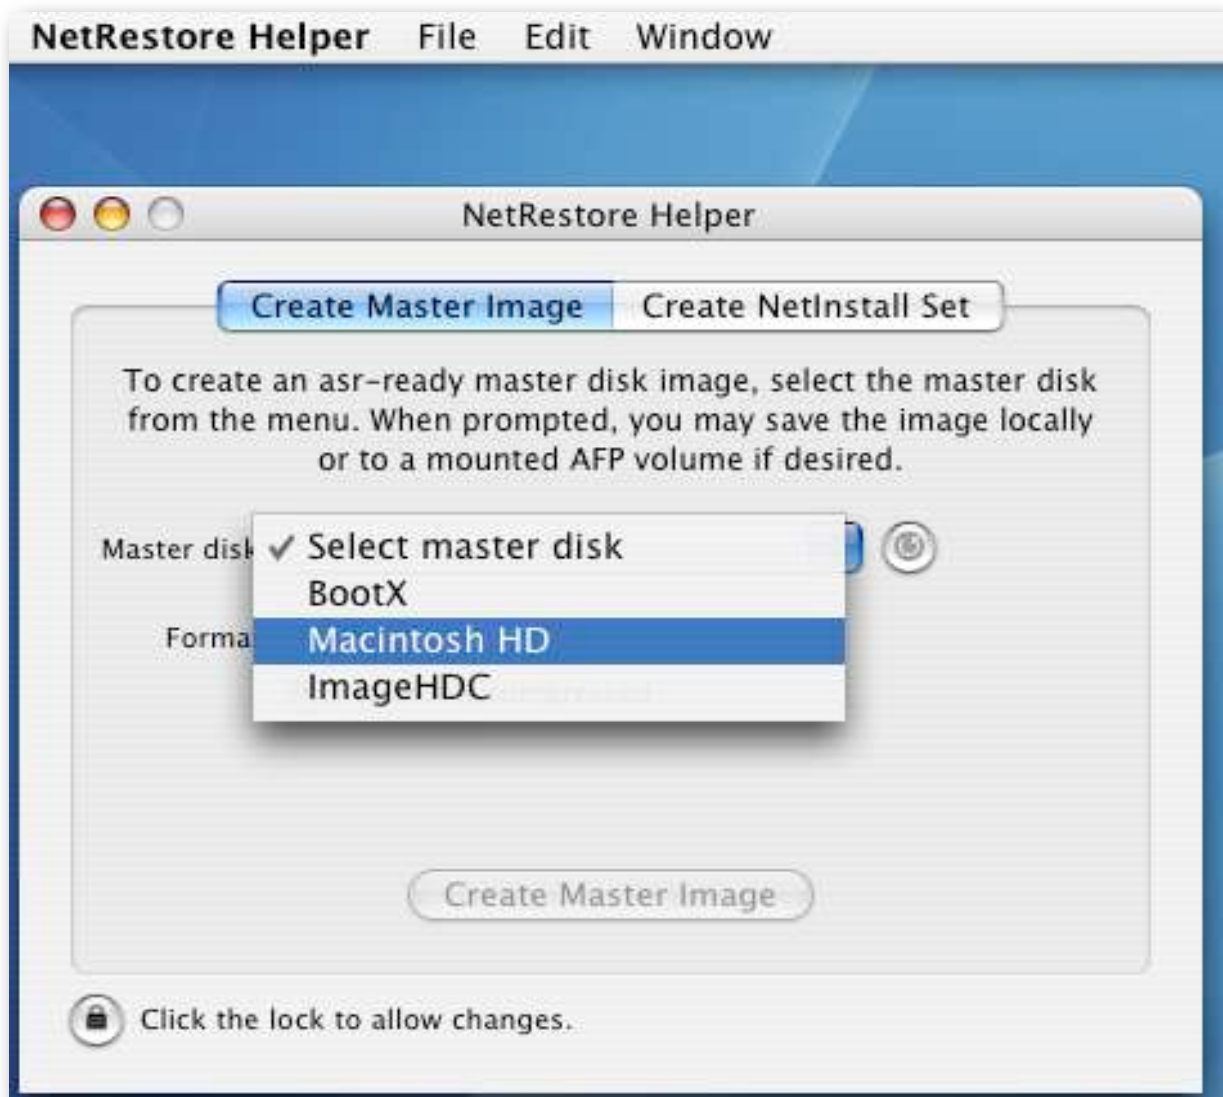 NetRestore Helper File Edit Window
NetRestore Helper
Create Master Image Create NetInstall Set
To create an asr-ready master disk image, select the master disk
from the menu. When prompted, you may save the image locally
or to a mounted AFP volume if desired.
Master disk ✓ Select master disk
BootX
Forma Macintosh HD
ImageHDC
Create Master Image
Click the lock to allow changes.